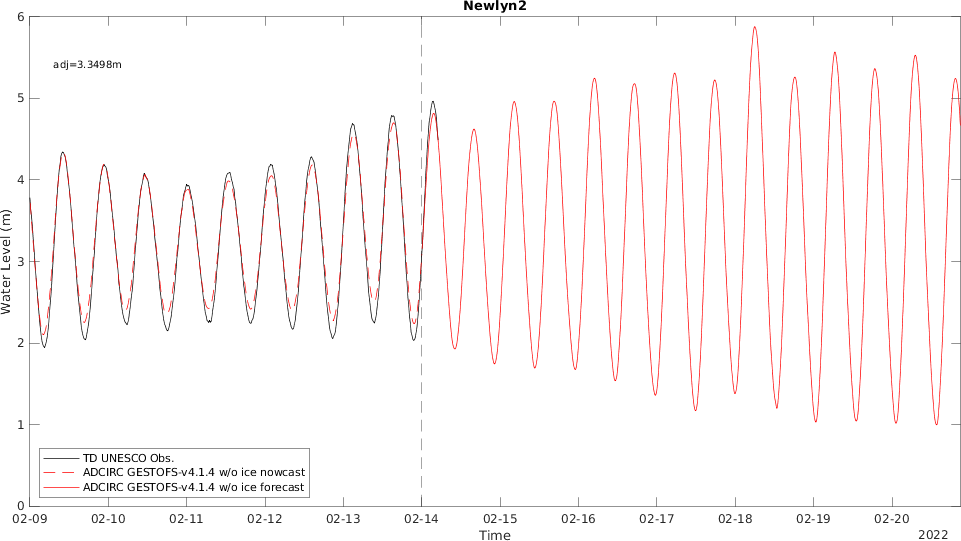 Newlyn2
adj=3.3498m
Water Level (m)
6
5
4
3
2
1
0
TD UNESCO Obs.
ADCIRC GESTOFS-v4.1.4 w/o ice nowcast
ADCIRC GESTOFS-v4.1.4 w/o ice forecast
02-09 02-10 02-11 02-12 02-13 02-14 02-15 02-16 02-17 02-18 02-19 02-20
Time
2022